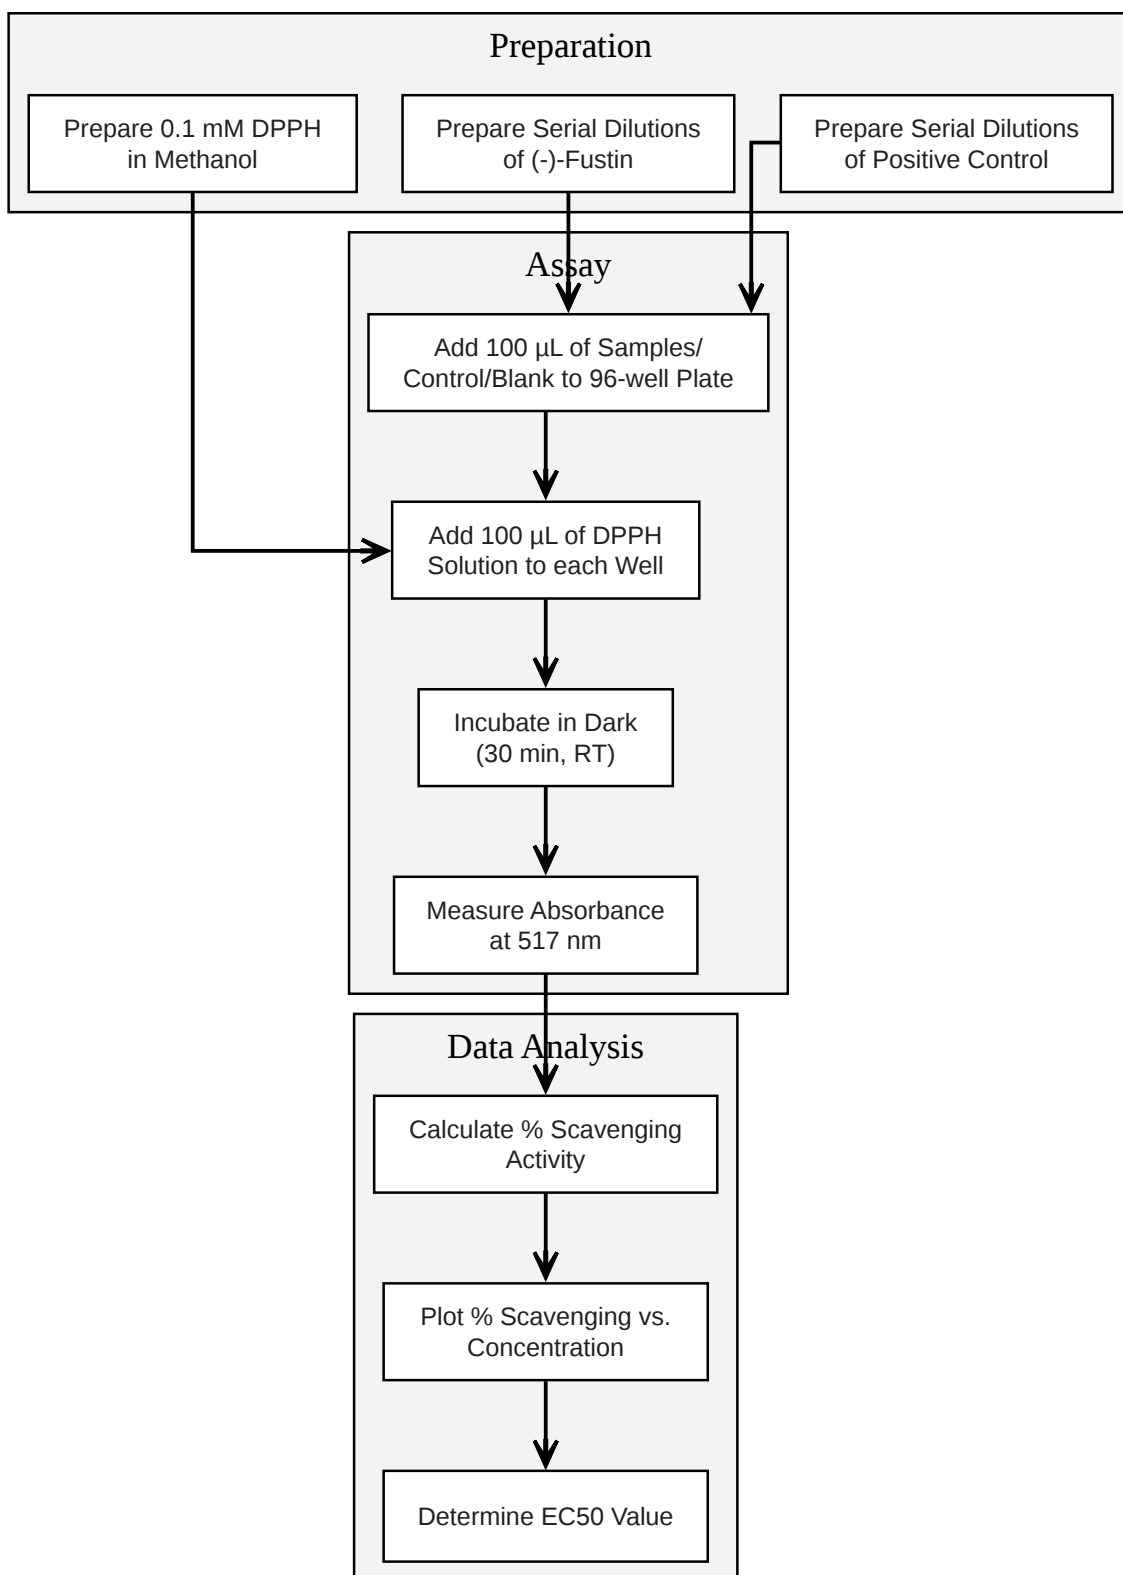 Preparation
Prepare 0.1 mM DPPH
in Methanol
Prepare Serial Dilutions
of (-)-Fustin
Prepare Serial Dilutions
of Positive Control
Assay
Add 100 µL of Samples/
Control/Blank to 96-well Plate
Add 100 µL of DPPH
Solution to each Well
Incubate in Dark
(30 min, RT)
Measure Absorbance
at 517 nm
Data Analysis
Calculate % Scavenging
Activity
Plot % Scavenging vs.
Concentration
Determine EC50 Value